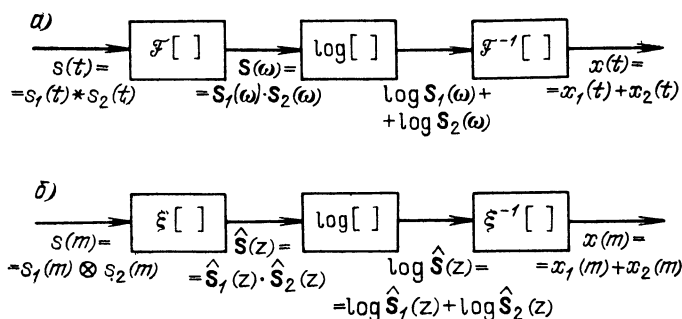 а)
ℱ[ ]
log[ ]
ℱ⁻¹[ ]
s(t)=
=s₁(t)*s₂(t)
S(ω)=
=S₁(ω)·S₂(ω)
log S₁(ω)+
+log S₂(ω)
x(t)=
=x₁(t)+x₂(t)
б)
ξ[ ]
log[ ]
ξ⁻¹[ ]
s(m)=
=s₁(m)⊗s₂(m)
Ŝ(z)=
=Ŝ₁(z)·Ŝ₂(z)
log Ŝ(z)=
=log Ŝ₁(z)+log Ŝ₂(z)
x(m)=
=x₁(m)+x₂(m)